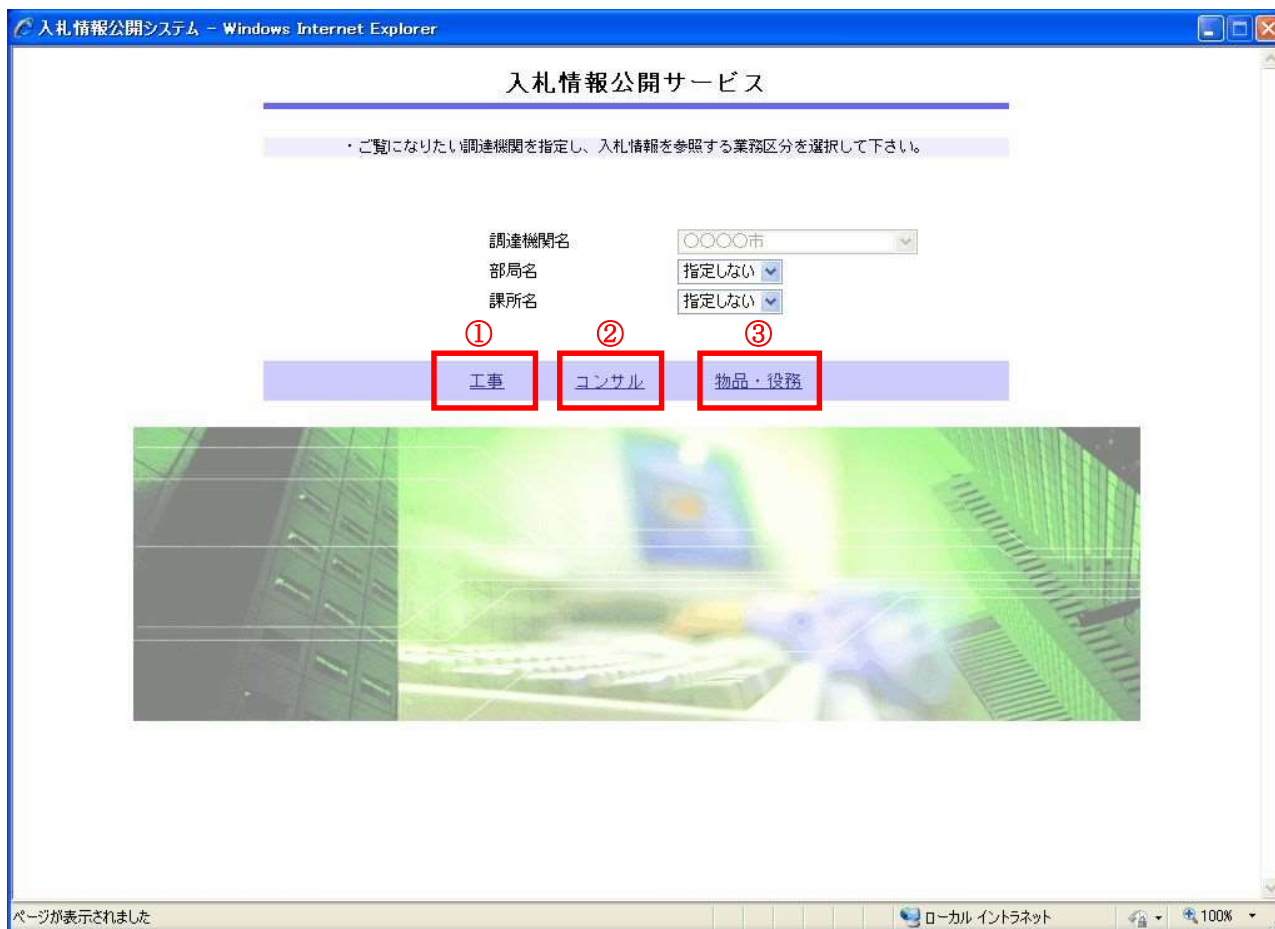 入札情報公開システム - Windows Internet Explorer
入札情報公開サービス
・ご覧になりたい調達機関を指定し、入札情報を参照する業務区分を選択して下さい。
調達機関名 ○○○○市
部局名 指定しない
課所名 指定しない
① ② ③
工事 コンサル 物品・役務
ページが表示されました ローカル イントラネット 100%